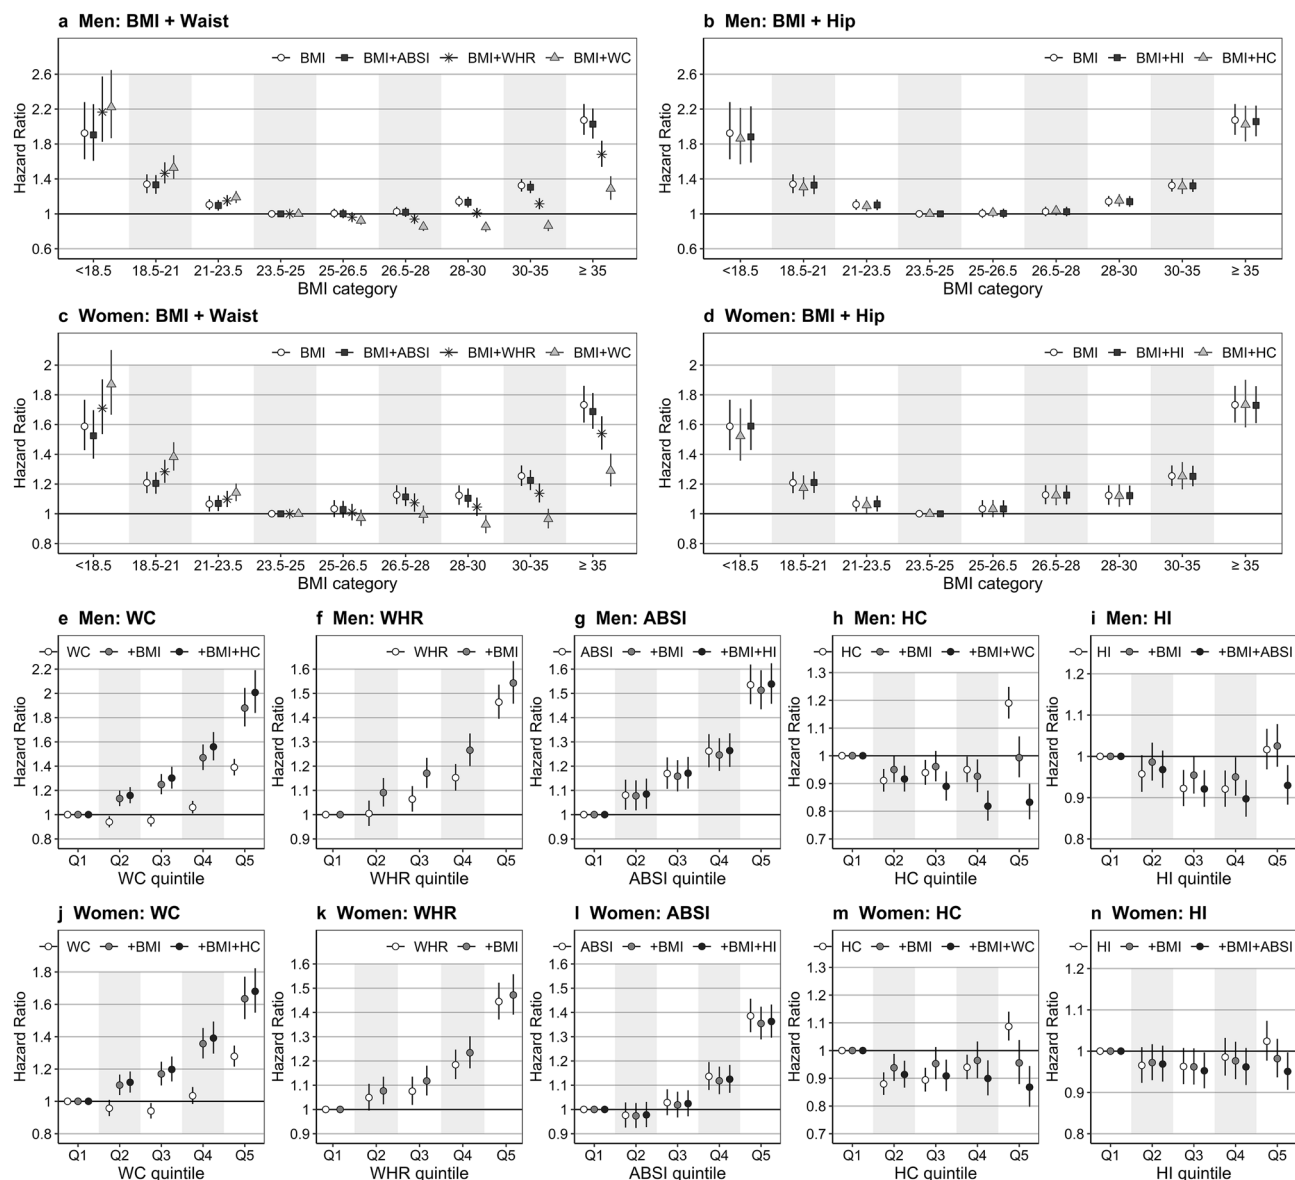 a Men: BMI + Waist
BMI BMI+ABSI BMI+WHR BMI+WC
Hazard Ratio
2.6
2.2
1.8
1.4
1
0.6
<18.5 18.5-21 21-23.5 23.5-25 25-26.5 26.5-28 28-30 30-35 ≥ 35
BMI category
b Men: BMI + Hip
BMI BMI+HI BMI+HC
Hazard Ratio
2.6
2.2
1.8
1.4
1
0.6
<18.5 18.5-21 21-23.5 23.5-25 25-26.5 26.5-28 28-30 30-35 ≥ 35
BMI category
c Women: BMI + Waist
BMI BMI+ABSI BMI+WHR BMI+WC
Hazard Ratio
2
1.8
1.6
1.4
1.2
1
0.8
<18.5 18.5-21 21-23.5 23.5-25 25-26.5 26.5-28 28-30 30-35 ≥ 35
BMI category
d Women: BMI + Hip
BMI BMI+HI BMI+HC
Hazard Ratio
2
1.8
1.6
1.4
1.2
1
0.8
<18.5 18.5-21 21-23.5 23.5-25 25-26.5 26.5-28 28-30 30-35 ≥ 35
BMI category
e Men: WC
WC +BMI +BMI+HC
Hazard Ratio
2.2
2
1.8
1.6
1.4
1.2
1
0.8
Q1 Q2 Q3 Q4 Q5
WC quintile
f Men: WHR
WHR +BMI
Hazard Ratio
1.6
1.5
1.4
1.3
1.2
1.1
1
0.9
Q1 Q2 Q3 Q4 Q5
WHR quintile
g Men: ABSI
ABSI +BMI +BMI+HI
Hazard Ratio
1.6
1.5
1.4
1.3
1.2
1.1
1
0.9
Q1 Q2 Q3 Q4 Q5
ABSI quintile
h Men: HC
HC +BMI +BMI+WC
Hazard Ratio
1.3
1.2
1.1
1
0.9
0.8
0.7
Q1 Q2 Q3 Q4 Q5
HC quintile
i Men: HI
HI +BMI +BMI+ABSI
Hazard Ratio
1.2
1.1
1
0.9
0.8
Q1 Q2 Q3 Q4 Q5
HI quintile
j Women: WC
WC +BMI +BMI+HC
Hazard Ratio
1.8
1.6
1.4
1.2
1
0.8
Q1 Q2 Q3 Q4 Q5
WC quintile
k Women: WHR
WHR +BMI
Hazard Ratio
1.6
1.5
1.4
1.3
1.2
1.1
1
0.9
Q1 Q2 Q3 Q4 Q5
WHR quintile
l Women: ABSI
ABSI +BMI +BMI+HI
Hazard Ratio
1.6
1.5
1.4
1.3
1.2
1.1
1
0.9
Q1 Q2 Q3 Q4 Q5
ABSI quintile
m Women: HC
HC +BMI +BMI+WC
Hazard Ratio
1.3
1.2
1.1
1
0.9
0.8
0.7
Q1 Q2 Q3 Q4 Q5
HC quintile
n Women: HI
HI +BMI +BMI+ABSI
Hazard Ratio
1.2
1.1
1
0.9
0.8
Q1 Q2 Q3 Q4 Q5
HI quintile